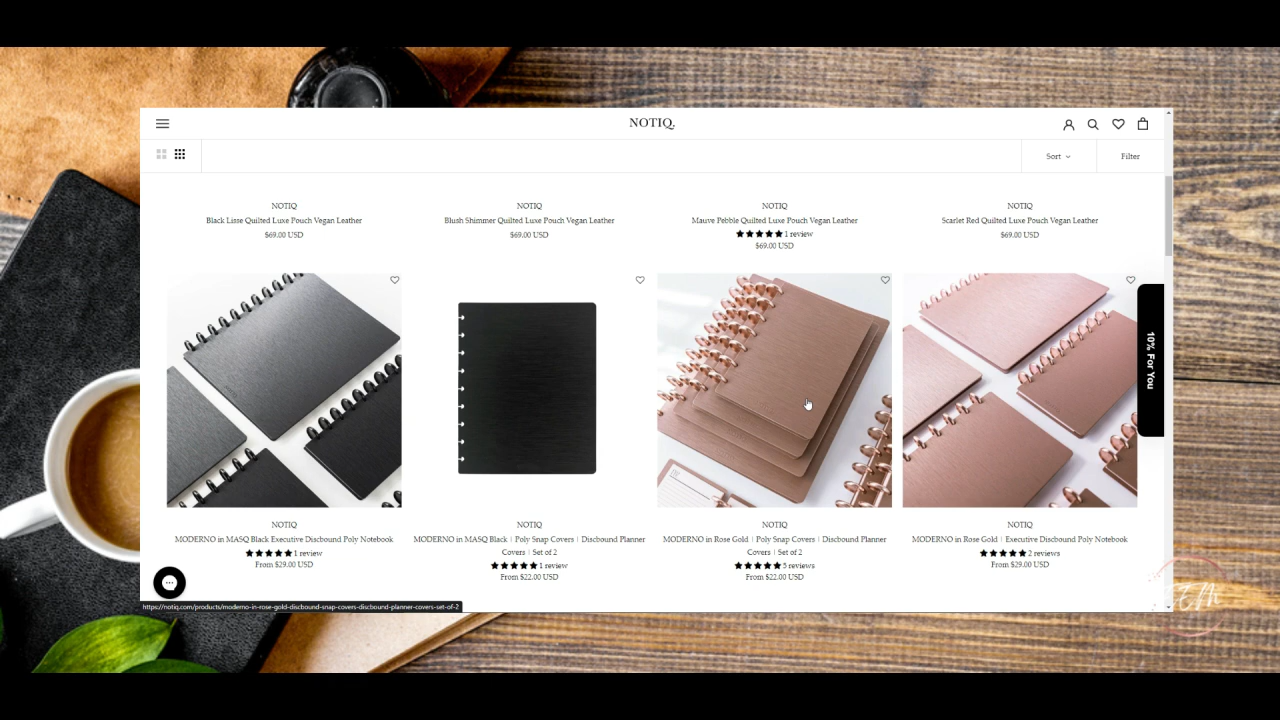 NOTIQ.
Sort
Filter
NOTIQ
Black Lisse Quilted Luxe Pouch Vegan Leather
$69.00 USD
NOTIQ
Blush Shimmer Quilted Luxe Pouch Vegan Leather
$69.00 USD
NOTIQ
Mauve Pebble Quilted Luxe Pouch Vegan Leather
1 review
$69.00 USD
NOTIQ
Scarlet Red Quilted Luxe Pouch Vegan Leather
$69.00 USD
10% For You
NOTIQ
MODERNO in MASQ Black Executive Discbound Poly Notebook
1 review
From $29.00 USD
NOTIQ
MODERNO in MASQ Black | Poly Snap Covers | Discbound Planner
Covers | Set of 2
1 review
From $22.00 USD
NOTIQ
MODERNO in Rose Gold | Poly Snap Covers | Discbound Planner
Covers | Set of 2
5 reviews
From $22.00 USD
NOTIQ
MODERNO in Rose Gold | Executive Discbound Poly Notebook
2 reviews
From $29.00 USD
https://notiq.com/products/moderno-in-rose-gold-discbound-snap-covers-discbound-planner-covers-set-of-2